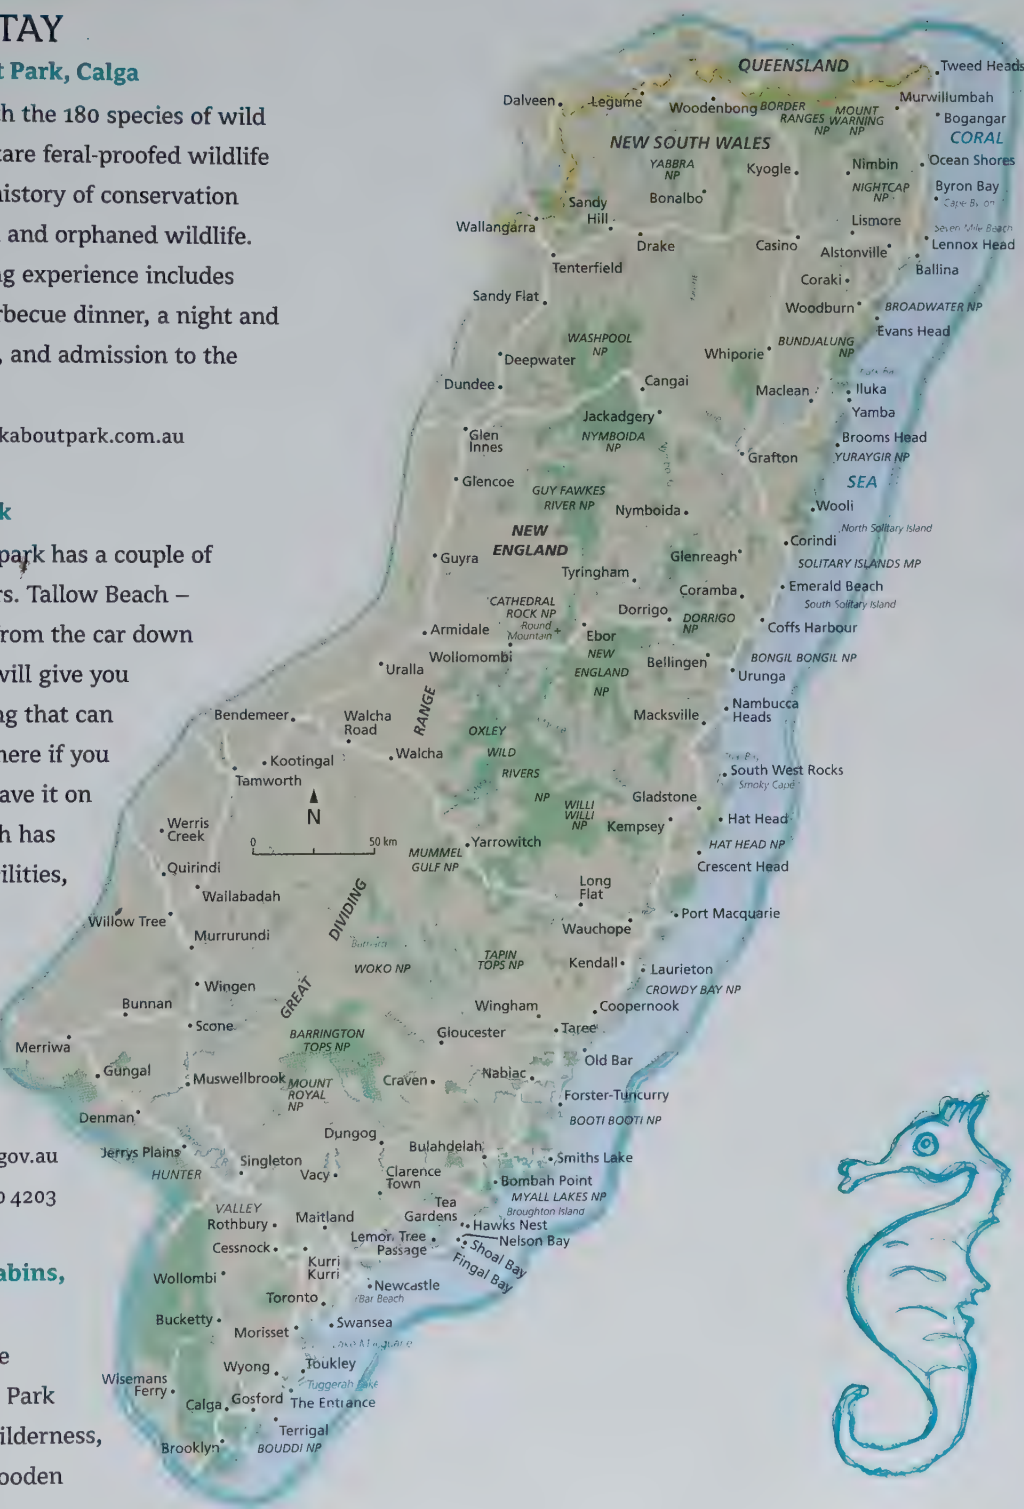 TAY
t Park, Calga
h the 180 species of wild
tare feral-proofed wildlife
istory of conservation
and orphaned wildlife.
g experience includes
rbecue dinner, a night and
, and admission to the
kaboutpark.com.au
k
park has a couple of
rs. Tallow Beach –
from the car down
will give you
ng that can
here if you
ave it on
h has
ilities,
gov.au
0 4203
abins,
e
Park
ilderness,
ooden
QUEENSLAND
Tweed Heads
Dalveen
Legume
Woodenbong
BORDER
RANGES
NP
MOUNT
WARNING
NP
Murwillumbah
Bogangar
CORAL
NEW SOUTH WALES
YABBRA
NP
Kyogle
Nimbin
Ocean Shores
Bonalbo
NIGHTCAP
NP
Byron Bay
Sandy
Hill
Wallangarra
Lismore
Seven Mile Beach
Drake
Casino
Alstonville
Lennox Head
Tenterfield
Ballina
Coraki
Sandy Flat
Woodburn
BROADWATER NP
Evans Head
WASHPOOL
NP
BUNDJALUNG
NP
Deepwater
Whiporie
Dundee
Cangai
Maclean
Iluka
Yamba
Jackadgery
Glen
Innes
NYMBOIDA
NP
Brooms Head
Grafton
YURAYGIR NP
Glencoe
SEA
GUY FAWKES
RIVER NP
Nymboida
Wooli
North Solitary Island
NEW
ENGLAND
Corindi
Guyra
Glenreagh
SOLITARY ISLANDS MP
Tyringham
Coramba
Emerald Beach
South Solitary Island
CATHEDRAL
ROCK NP
Dorrigo
DORRIGO
NP
Armidale
Round
Mountain
Ebor
Coffs Harbour
Wollomombi
NEW
ENGLAND
NP
Bellingen
BONGIL BONGIL NP
Uralla
Urunga
RANGE
Bendemeer
Walcha
Road
Macksville
Nambucca
Heads
OXLEY
WILD
RIVERS
NP
Walcha
Kootingal
Tamworth
South West Rocks
Smoky Cape
N
Gladstone
WILLI
WILLI
NP
Kempsey
Hat Head
Werris
Creek
0
50 km
Yarrowitch
HAT HEAD NP
MUMMEL
GULF NP
Quirindi
Crescent Head
Wallabadah
Long
Flat
DIVIDING
Willow Tree
Port Macquarie
Wauchope
Murrurundi
TAPIN
TOPS NP
WOKO NP
Kendall
Laurieton
CROWDY BAY NP
Wingen
GREAT
Bunnan
Wingham
Coopernook
Scone
BARRINGTON
TOPS NP
Gloucester
Taree
Merriwa
Old Bar
Gungal
Muswellbrook
MOUNT
ROYAL
NP
Craven
Nabiac
Forster-Tuncurry
Denman
BOOTI BOOTI NP
Dungog
Jerrys Plains
Bulahdelah
Singleton
Smiths Lake
HUNTER
Vacy
Clarence
Town
Bombah Point
MYALL LAKES NP
VALLEY
Tea
Gardens
Broughton Island
Rothbury
Maitland
Hawks Nest
Lemon Tree
Passage
Nelson Bay
Cessnock
Shoal Bay
Fingal Bay
Kurri
Kurri
Wollombi
Newcastle
Toronto
Bar Beach
Bucketty
Swansea
Morisset
Wyong
Toukley
Wisemans
Ferry
Tuggerah Lake
Gosford
The Entrance
Calga
Terrigal
Brooklyn
BOUDDI NP